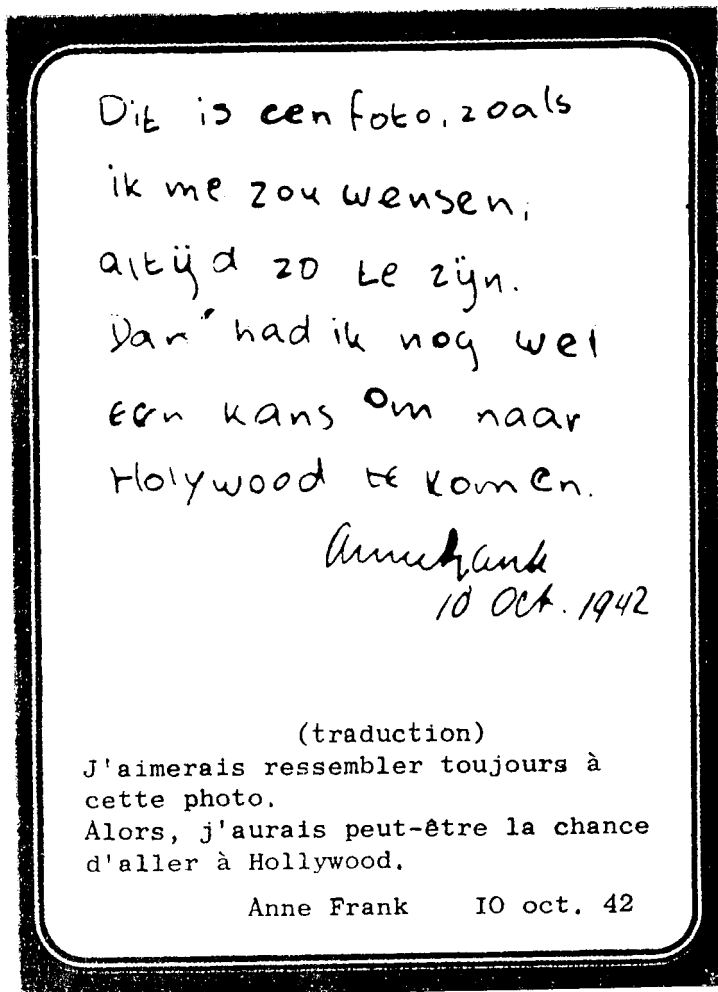 Dit is een foto, zoals
ik me zou wensen,
altijd zo te zijn.
Dan had ik nog wel
een kans om naar
Holywood te komen.
Anne Frank
10 Oct. 1942
(traduction)
J'aimerais ressembler toujours à
cette photo.
Alors, j'aurais peut-être la chance
d'aller à Hollywood.
Anne Frank IO oct. 42